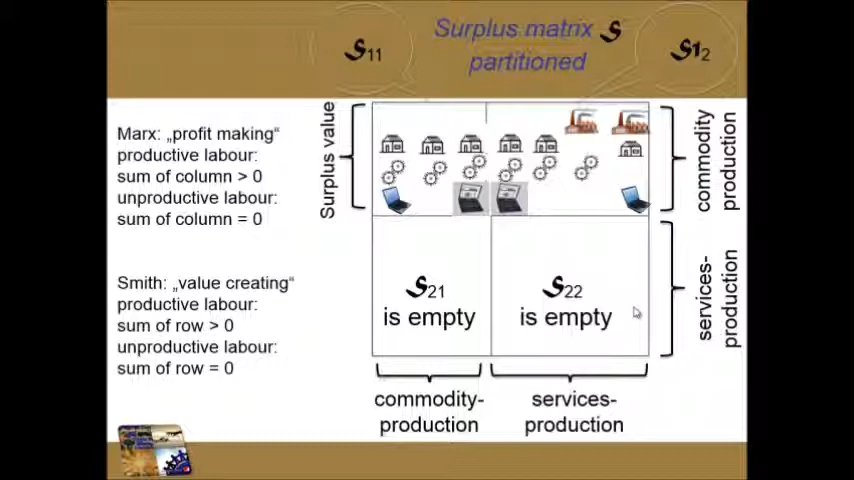 Surplus matrix S
partitioned
S11
S12
Marx: „profit making“
productive labour:
sum of column > 0
unproductive labour:
sum of column = 0
Smith: „value creating“
productive labour:
sum of row > 0
unproductive labour:
sum of row = 0
Surplus value
commodity
production
services-
production
S21
is empty
S22
is empty
commodity-
production
services-
production